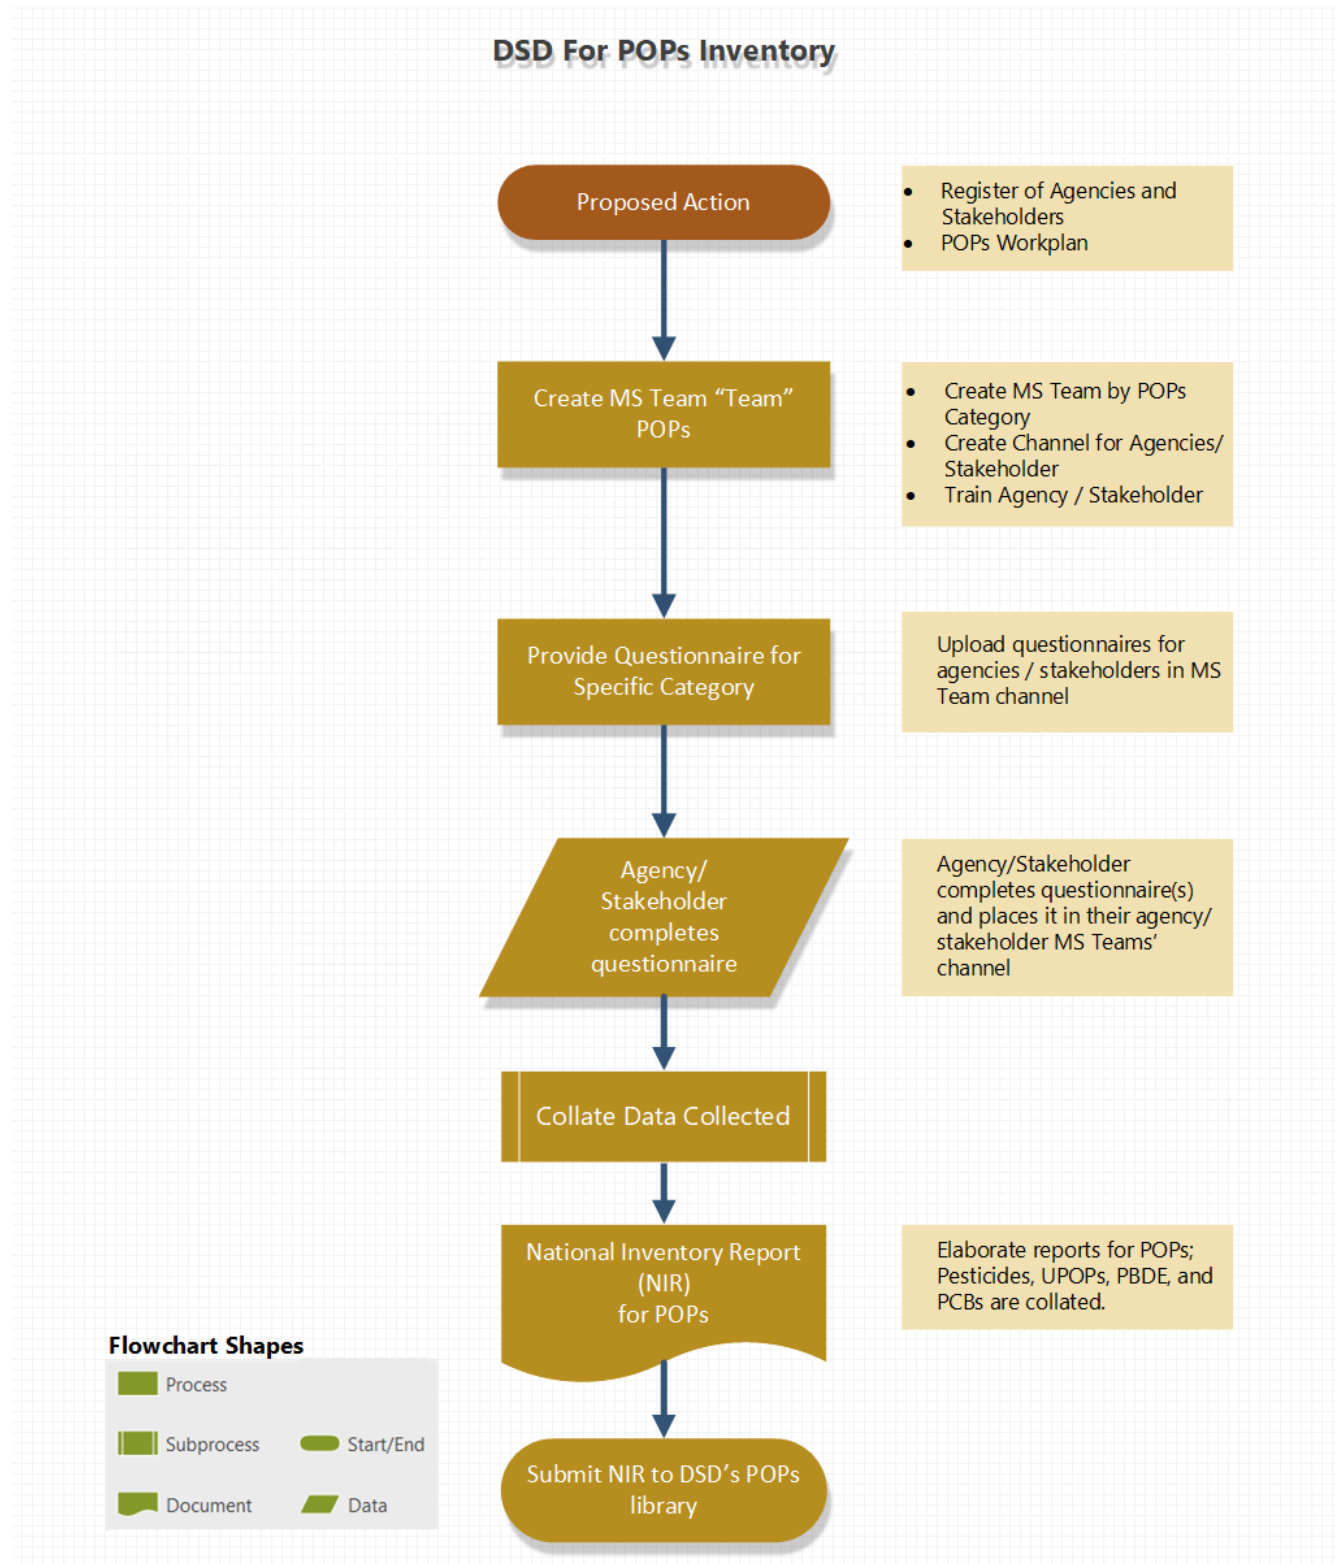 DSD For POPs Inventory
Proposed Action
• Register of Agencies and
Stakeholders
• POPs Workplan
Create MS Team “Team”
POPs
• Create MS Team by POPs
Category
• Create Channel for Agencies/
Stakeholder
• Train Agency / Stakeholder
Provide Questionnaire for
Specific Category
Upload questionnaires for
agencies / stakeholders in MS
Team channel
Agency/
Stakeholder
completes
questionnaire
Agency/Stakeholder
completes questionnaire(s)
and places it in their agency/
stakeholder MS Teams’
channel
Collate Data Collected
National Inventory Report
(NIR)
for POPs
Elaborate reports for POPs;
Pesticides, UPOPs, PBDE, and
PCBs are collated.
Submit NIR to DSD’s POPs
library
Flowchart Shapes
Process
Subprocess
Start/End
Document
Data